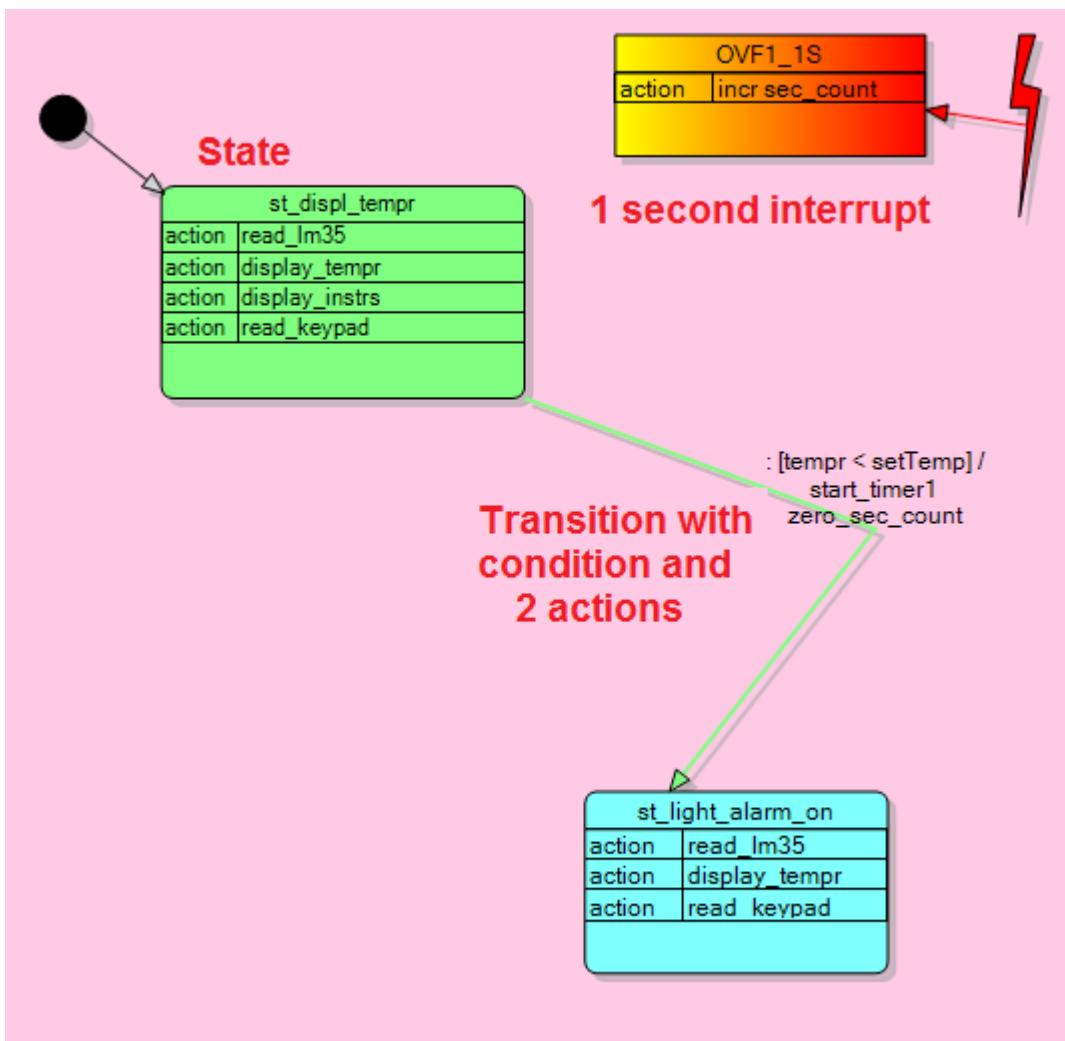 OVF1_1S
action incr sec_count
State
1 second interrupt
st_displ_tempr
action read_lm35
action display_tempr
action display_instrs
action read_keypad
: [tempr < setTemp] /
start_timer1
zero_sec_count
Transition with
condition and
2 actions
st_light_alarm_on
action read_lm35
action display_tempr
action read_keypad